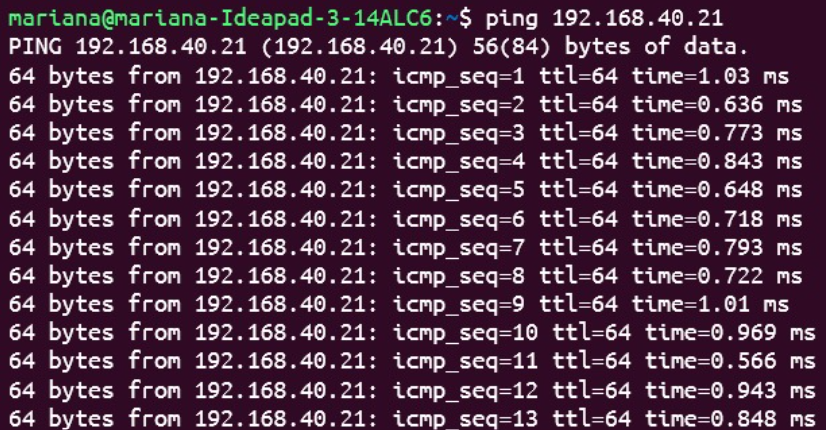 mariana@mariana-Ideapad-3-14ALC6:~$ ping 192.168.40.21
PING 192.168.40.21 (192.168.40.21) 56(84) bytes of data.
64 bytes from 192.168.40.21: icmp_seq=1 ttl=64 time=1.03 ms
64 bytes from 192.168.40.21: icmp_seq=2 ttl=64 time=0.636 ms
64 bytes from 192.168.40.21: icmp_seq=3 ttl=64 time=0.773 ms
64 bytes from 192.168.40.21: icmp_seq=4 ttl=64 time=0.843 ms
64 bytes from 192.168.40.21: icmp_seq=5 ttl=64 time=0.648 ms
64 bytes from 192.168.40.21: icmp_seq=6 ttl=64 time=0.718 ms
64 bytes from 192.168.40.21: icmp_seq=7 ttl=64 time=0.793 ms
64 bytes from 192.168.40.21: icmp_seq=8 ttl=64 time=0.722 ms
64 bytes from 192.168.40.21: icmp_seq=9 ttl=64 time=1.01 ms
64 bytes from 192.168.40.21: icmp_seq=10 ttl=64 time=0.969 ms
64 bytes from 192.168.40.21: icmp_seq=11 ttl=64 time=0.566 ms
64 bytes from 192.168.40.21: icmp_seq=12 ttl=64 time=0.943 ms
64 bytes from 192.168.40.21: icmp_seq=13 ttl=64 time=0.848 ms